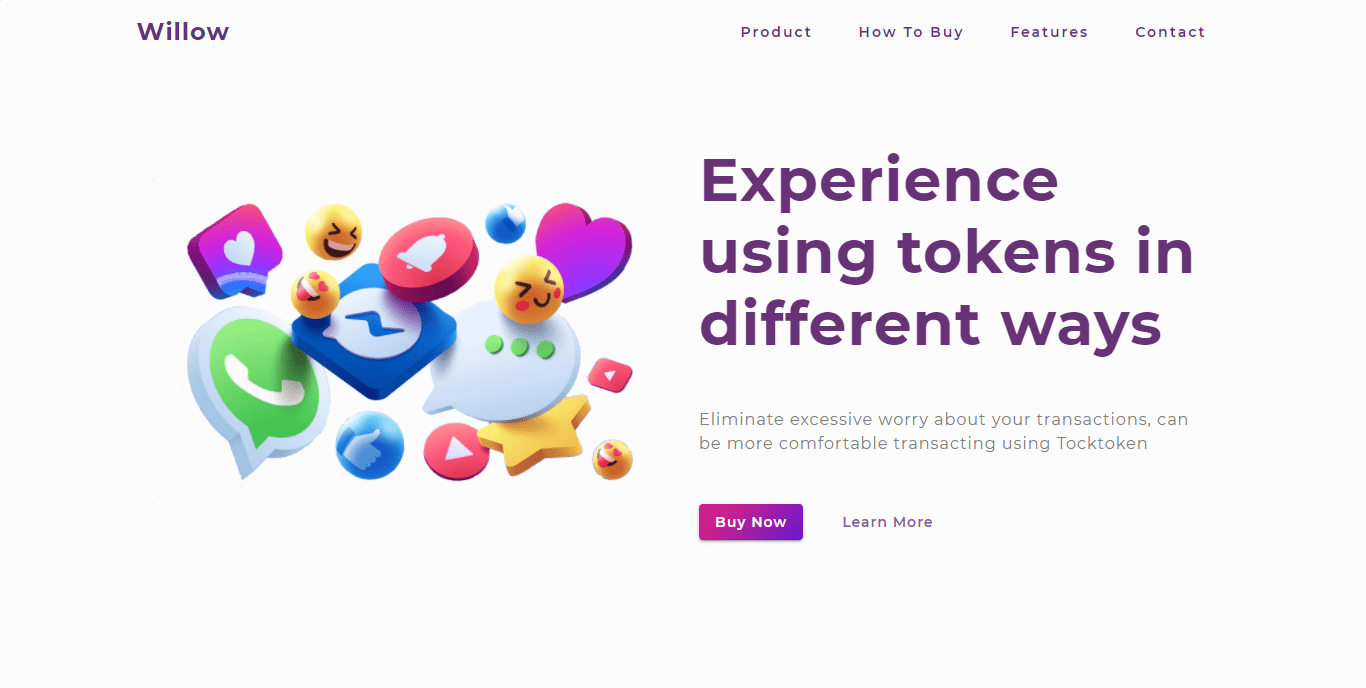 Willow
Product
How To Buy
Features
Contact
Experience
using tokens in
different ways
Eliminate excessive worry about your transactions, can
be more comfortable transacting using Tocktoken
Buy Now
Learn More